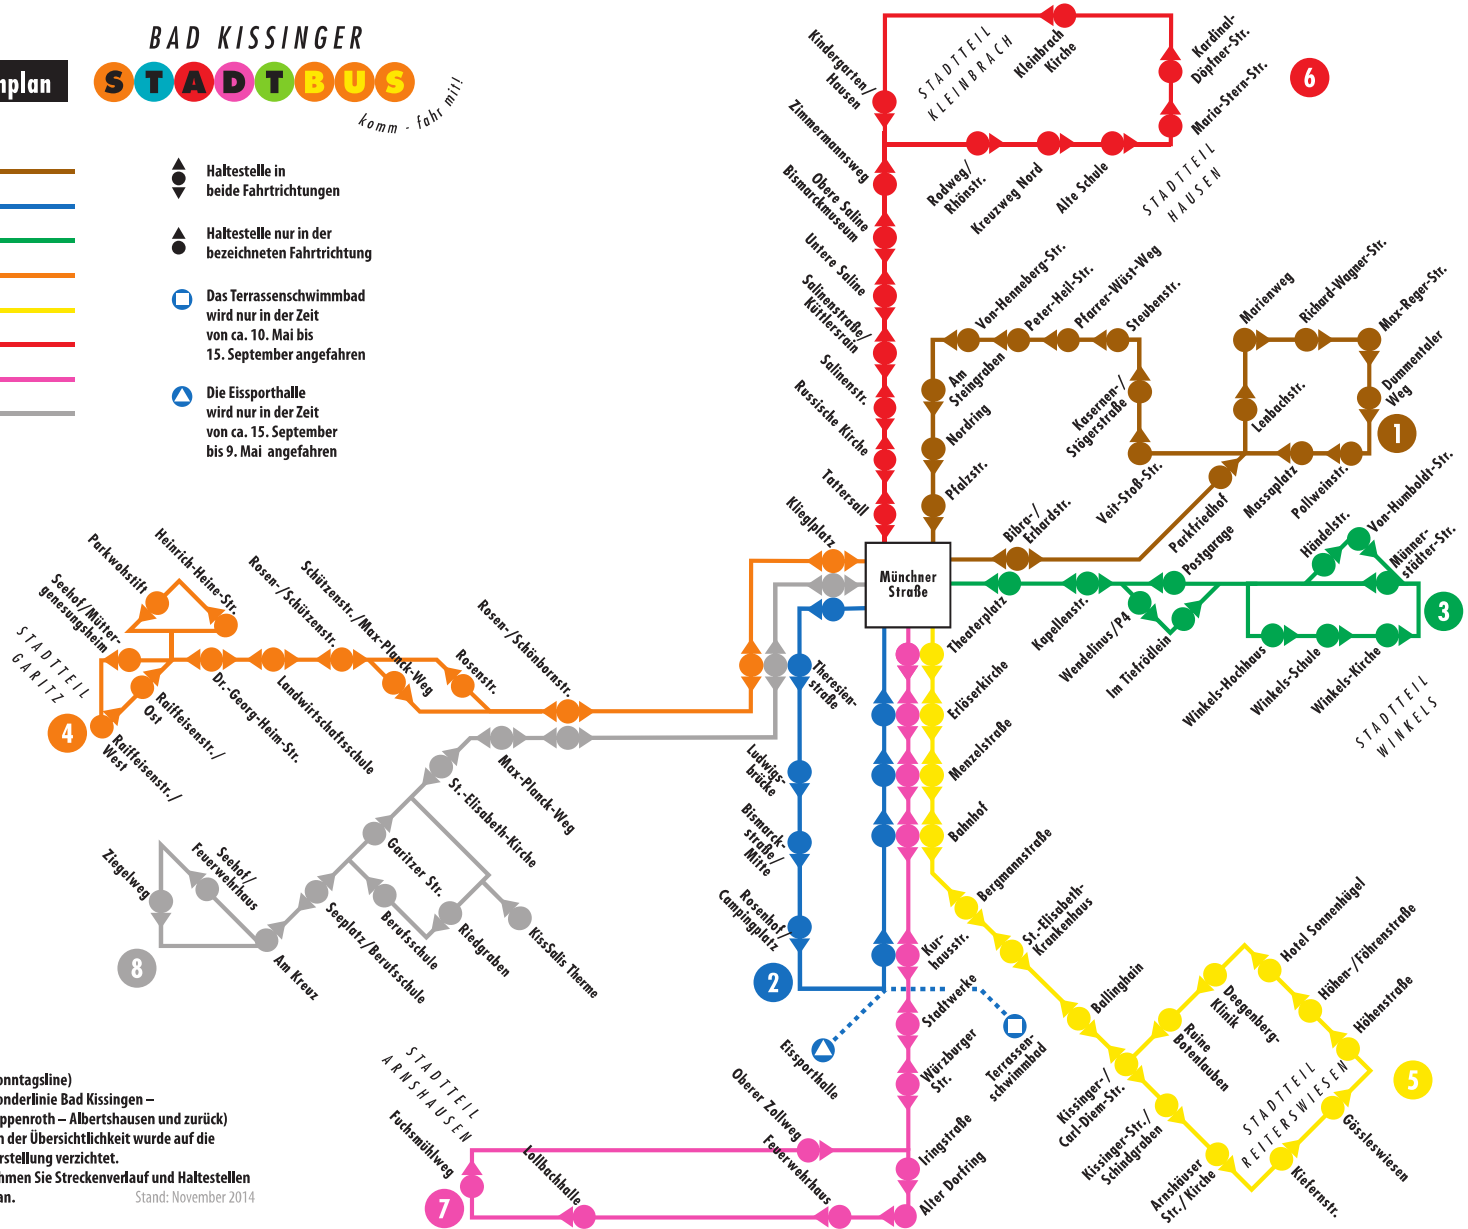 BAD KISSINGER
STADTBUS
komm - fahr mit!
nplan
Haltestelle in
beide Fahrtrichtungen
Haltestelle nur in der
bezeichneten Fahrtrichtung
Das Terrassenschwimmbad
wird nur in der Zeit
von ca. 10. Mai bis
15. September angefahren
Die Eissporthalle
wird nur in der Zeit
von ca. 15. September
bis 9. Mai angefahren
STADTTEIL
KLEINBRACH
Kleinbrach
Kirche
Kardinal-
Döpfner-Str.
6
Maria-Stern-Str.
Kindergarten/
Hausen
Zimmermannsweg
Obere Saline
Bismarckmuseum
Untere Saline
Salinenstraße/
Küttlersrain
Salinenstr.
Russische Kirche
Tattersall
Klieglplatz
Rodweg/
Rhönstr.
Kreuzweg Nord
Alte Schule
STADTTEIL
HAUSEN
Von-Henneberg-Str.
Peter-Heil-Str.
Pfarrer-Wüst-Weg
Steubenstr.
Am
Steingraben
Nordring
Pfalzstr.
Kasernen-/
Stögerstraße
Veit-Stoß-Str.
Bibra-/
Erhardstr.
Marienweg
Richard-Wagner-Str.
Max-Reger-Str.
Dummentaler
Weg
1
Lenbachstr.
Parkfriedhof
Massaplatz
Pollweinstr.
Münchner
Straße
Theaterplatz
Kapellenstr.
Postgarage
Wendelinus/P4
Im Tiefrödlein
Händelstr.
Von-Humboldt-Str.
Münner-
städter-Str.
3
Winkels-Hochhaus
Winkels-Schule
Winkels-Kirche
STADTTEIL
WINKELS
Parkwohstift
Heinrich-Heine-Str.
Seehof/Mütter-
genesungsheim
STADTTEIL
GARITZ
4
Raiffeisenstr./
West
Raiffeisenstr./
Ost
Dr.-Georg-Heim-Str.
Landwirtschaftsschule
Rosen-/Schützenstr.
Schützenstr./Max-Planck-Weg
Rosenstr.
Rosen-/Schönbornstr.
Max-Planck-Weg
St.-Elisabeth-Kirche
Garitzer Str.
Seeplatz/Berufsschule
Berufsschule
Riedgraben
KissSalis Therme
Am Kreuz
Seehof/
Feuerwehrhaus
Ziegelweg
8
Theresien-
straße
Ludwigs-
brücke
Bismarck-
straße/
Mitte
Rosenhof/
Campingplatz
2
Eissporthalle
Terrassen-
schwimmbad
Erlöserkirche
Menzelstraße
Bahnhof
Bergmannstraße
St.-Elisabeth-
Krankenhaus
Ballinghain
Kissinger-/
Carl-Diem-Str.
Kissinger-Str./
Schindgraben
Arnshäuser
Str./Kirche
Kiefernstr.
Gössleswiesen
Höhenstraße
Höhen-/Föhrenstraße
Hotel Sonnenhügel
Deegenberg-
Klinik
Ruine
Botenlauben
STADTTEIL
REITERSWIESEN
5
Kur-
hausstr.
Stadtwerke
Würzburger
Str.
Iringstraße
Alter Dorfring
Oberer Zollweg
Feuerwehrhaus
Lollbachhalle
Fuchsmühlweg
STADTTEIL
ARNSHAUSEN
7
onntagsline)
onderlinie Bad Kissingen –
ppenroth – Albertshausen und zurück)
n der Übersichtlichkeit wurde auf die
rstellung verzichtet.
hmen Sie Streckenverlauf und Haltestellen
an.
Stand: November 2014